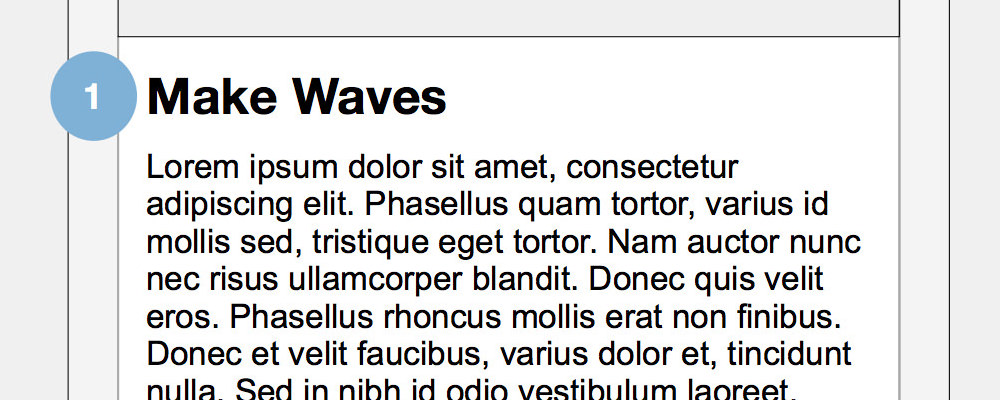 1
Make Waves
Lorem ipsum dolor sit amet, consectetur
adipiscing elit. Phasellus quam tortor, varius id
mollis sed, tristique eget tortor. Nam auctor nunc
nec risus ullamcorper blandit. Donec quis velit
eros. Phasellus rhoncus mollis erat non finibus.
Donec et velit faucibus, varius dolor et, tincidunt
nulla. Sed in nibh id odio vestibulum laoreet.